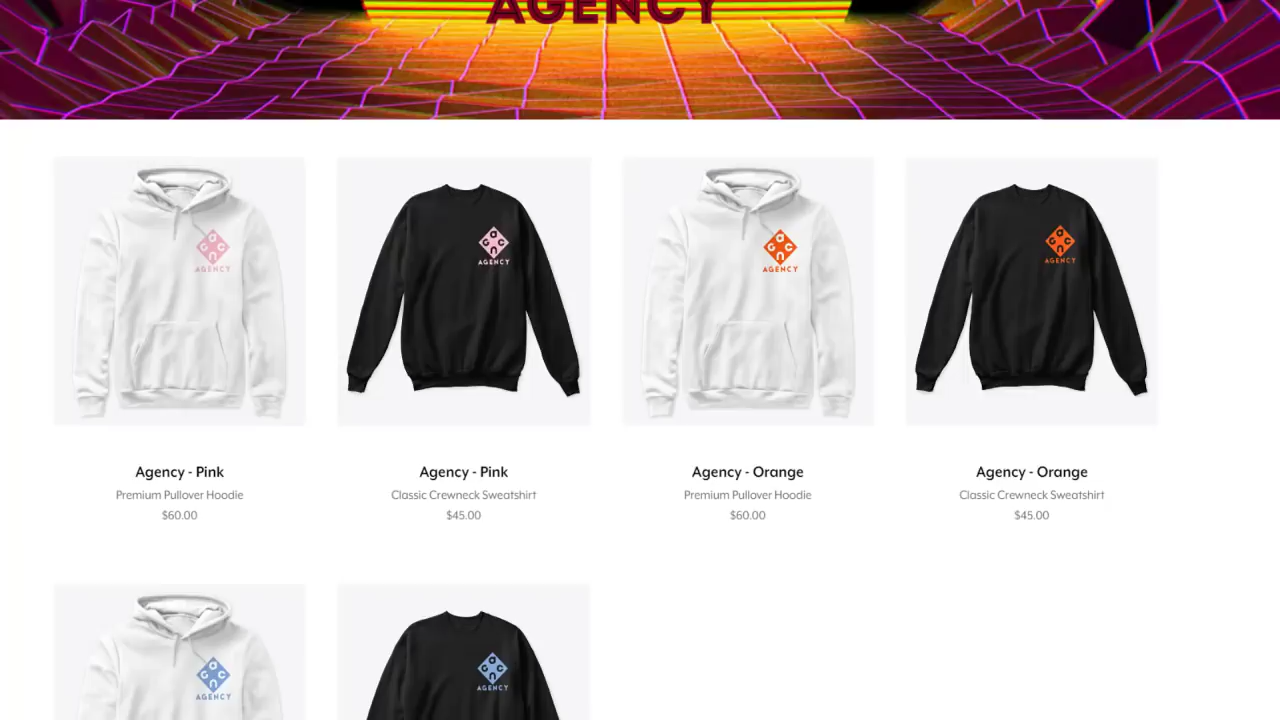 AGENCY
AGENCY
AGENCY
AGENCY
AGENCY
Agency - Pink
Agency - Pink
Agency - Orange
Agency - Orange
Premium Pullover Hoodie
Classic Crewneck Sweatshirt
Premium Pullover Hoodie
Classic Crewneck Sweatshirt
$60.00
$45.00
$60.00
$45.00
AGENCY
AGENCY